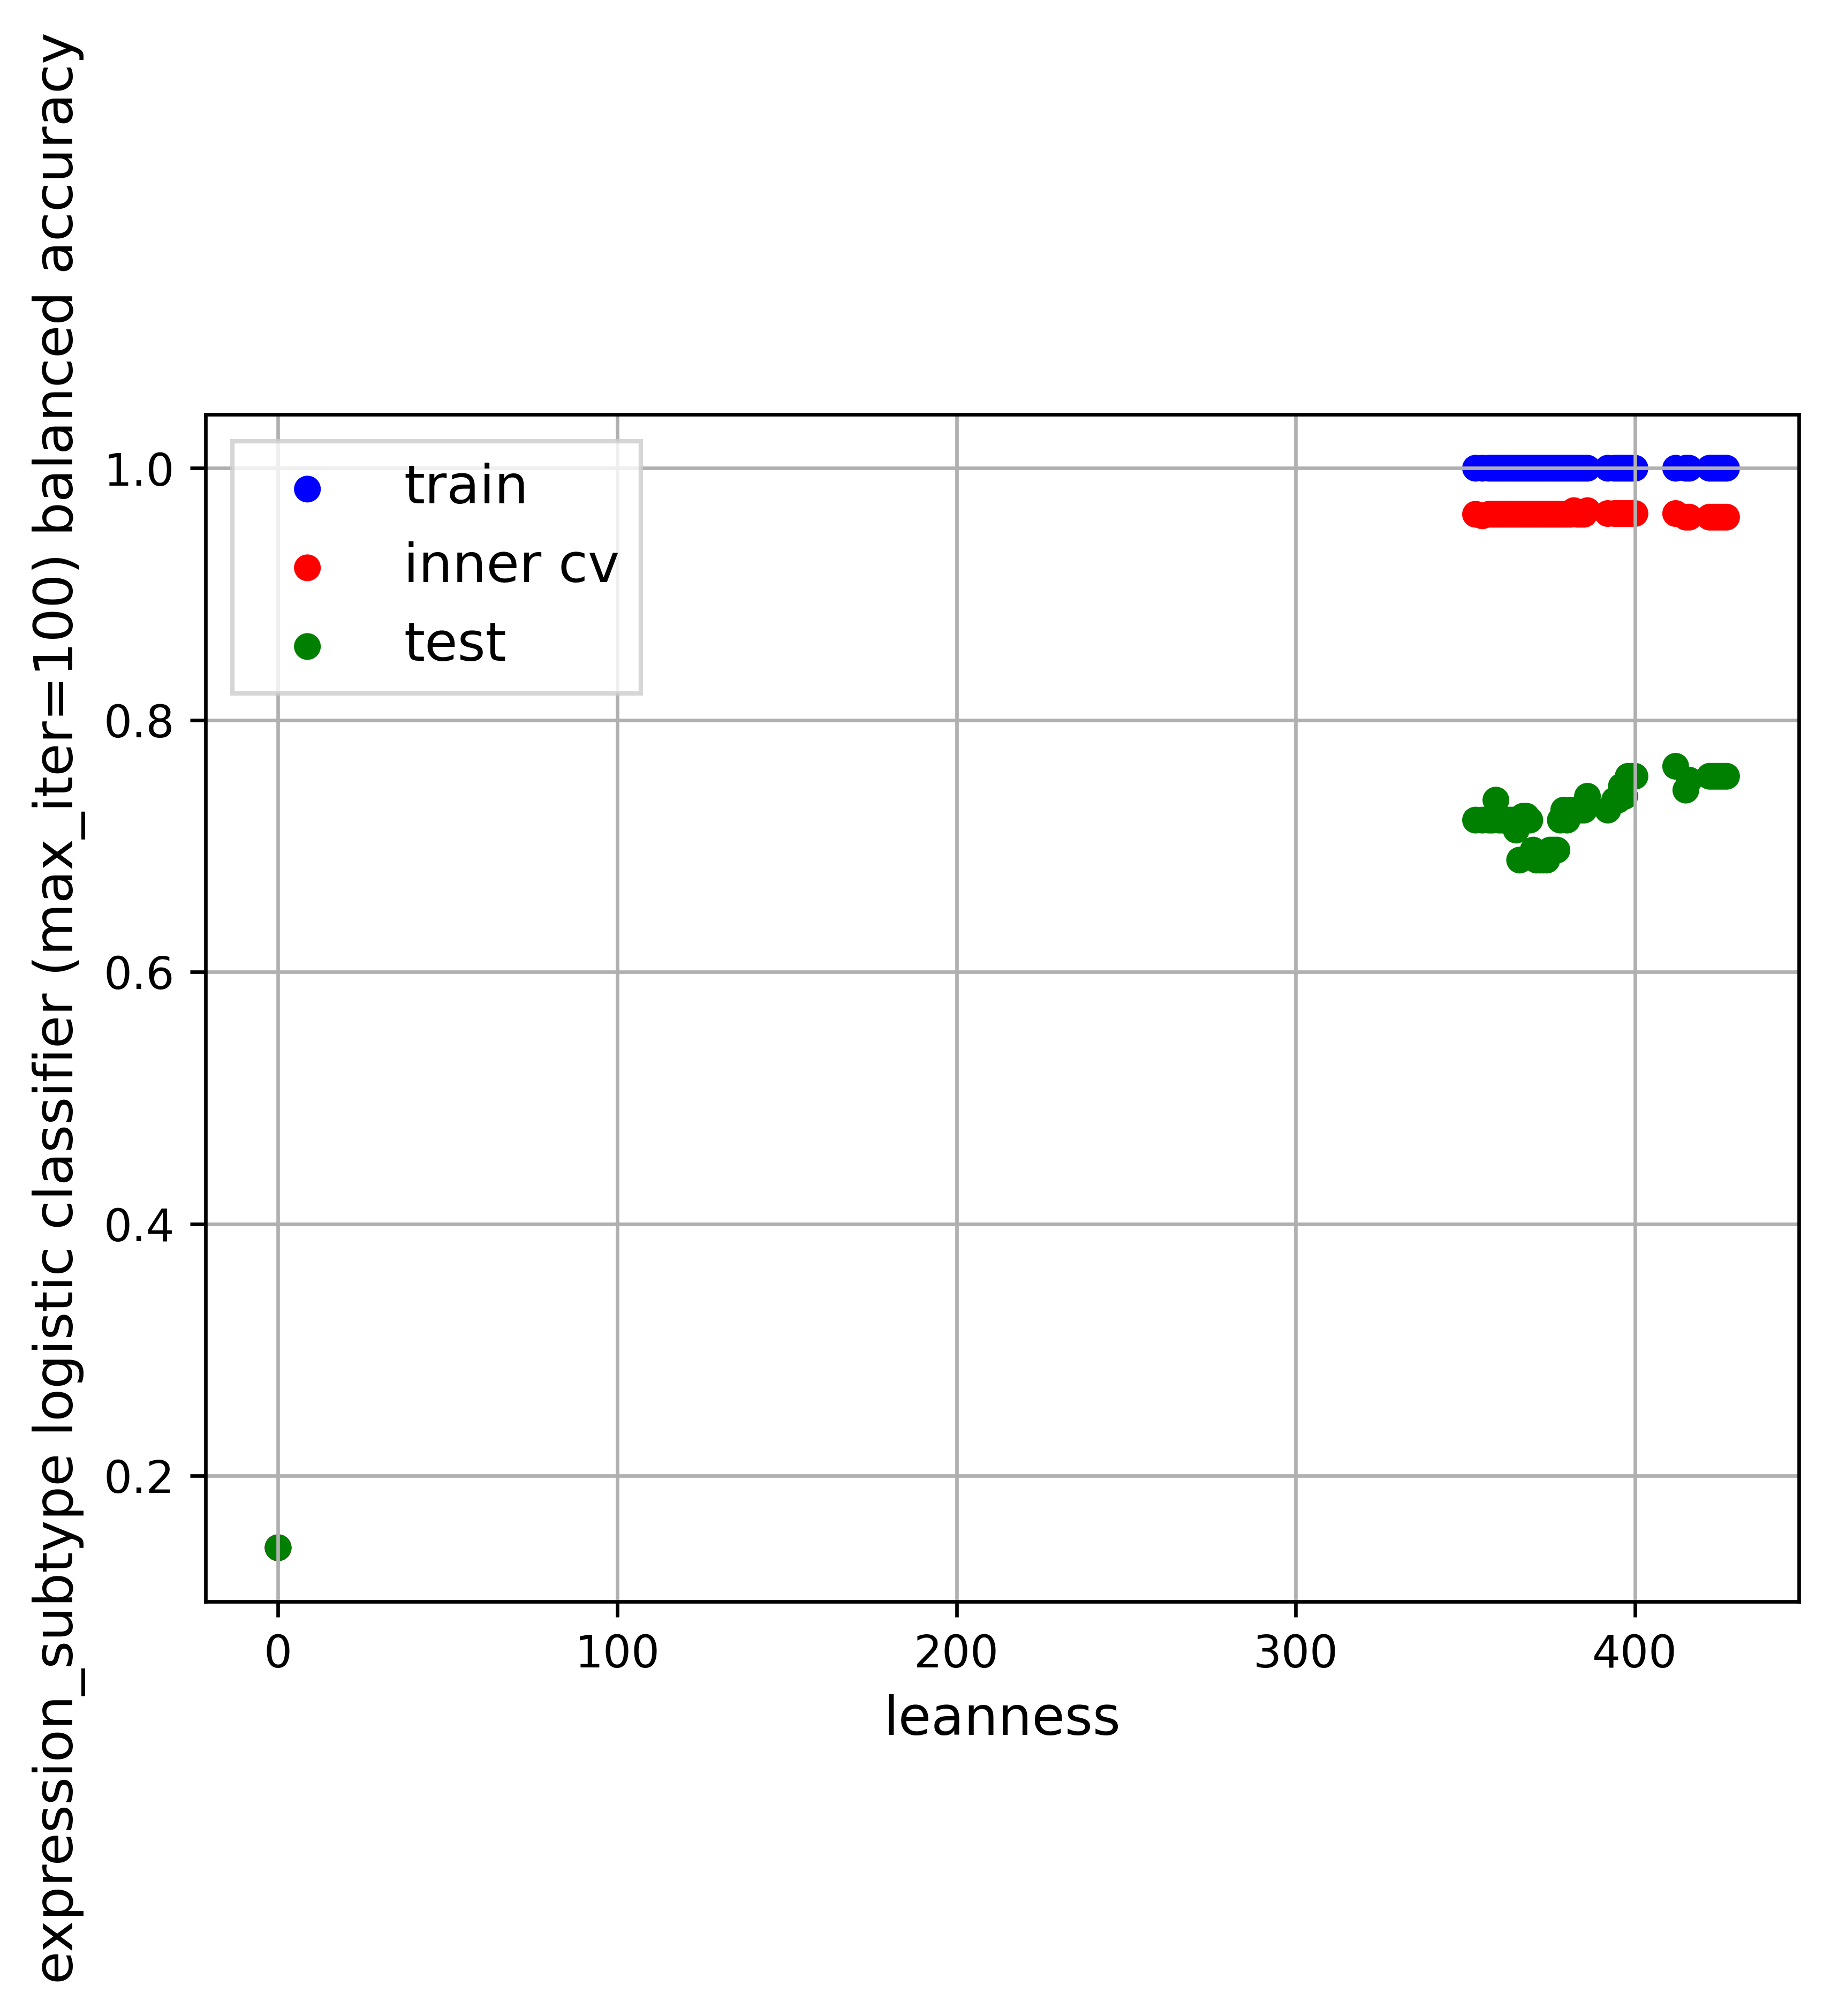 expression_subtype logistic classifier (max_iter=100) balanced accuracy
train
inner cv
test
1.0
0.8
0.6
0.4
0.2
0
100
200
300
400
leanness